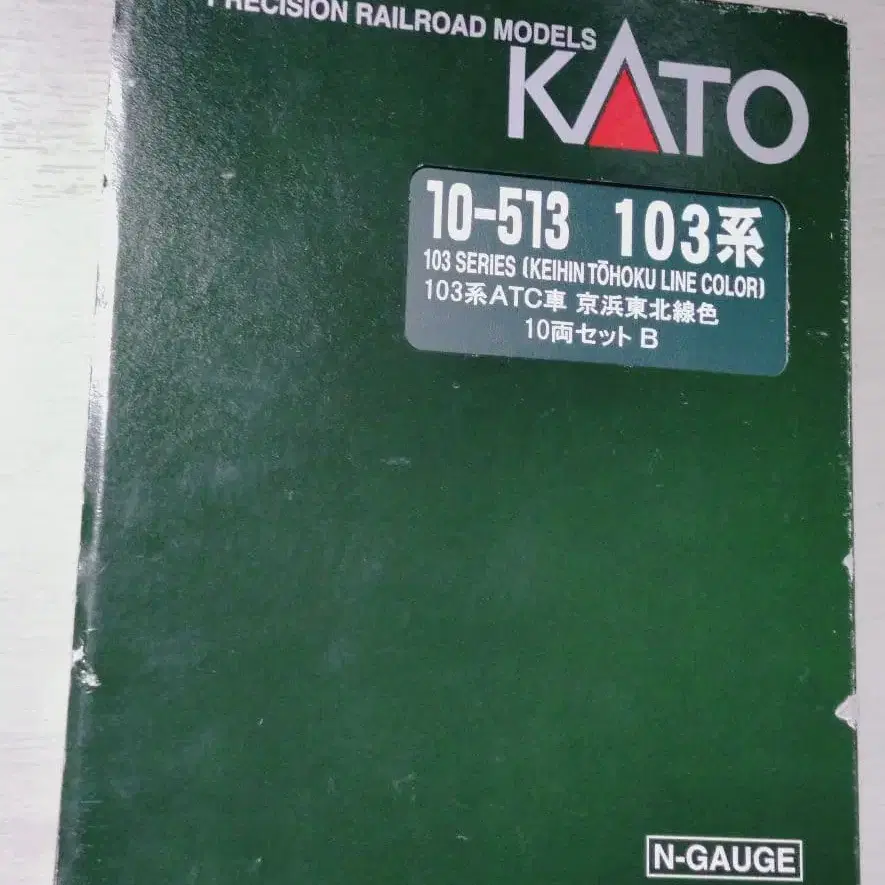 PRECISION RAILROAD MODELS
KATO
10-513 103系
103 SERIES (KEIHIN TŌHOKU LINE COLOR)
103系ATC車 京浜東北線色
10両セット B
N-GAUGE